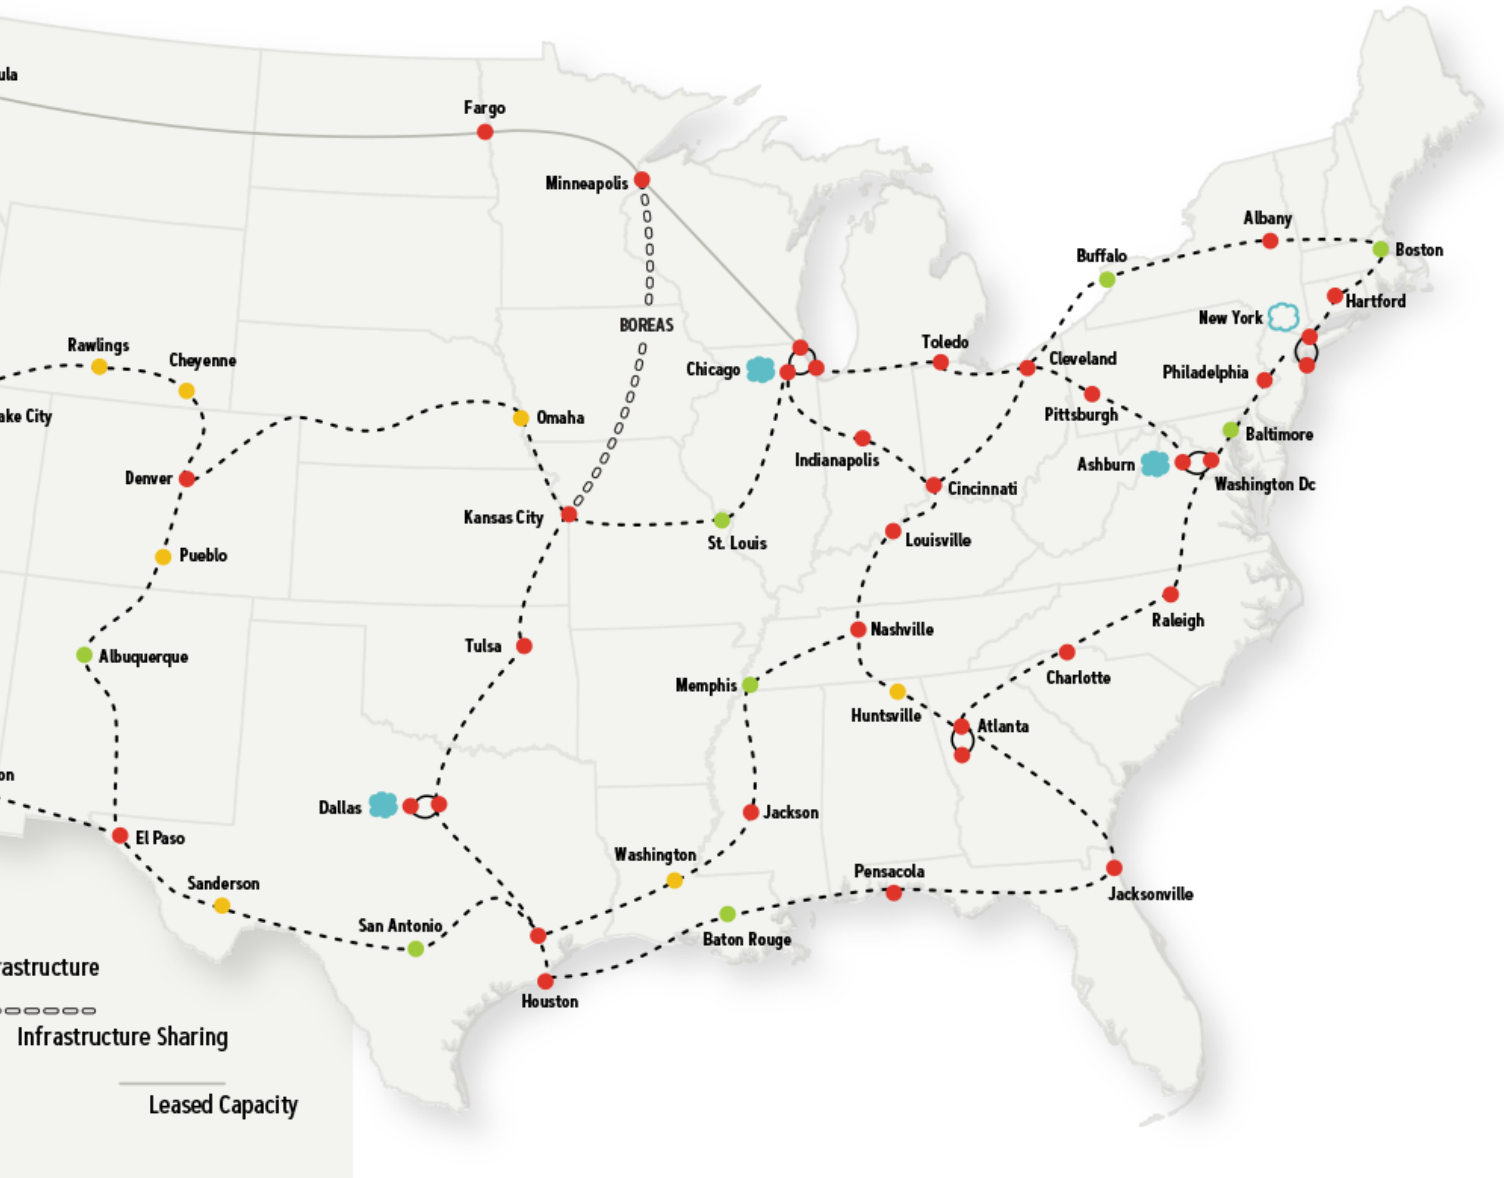 ula
Fargo
Minneapolis
Albany
Buffalo
Boston
Hartford
New York
BOREAS
Rawlings
Cheyenne
Toledo
Cleveland
Chicago
Philadelphia
ake City
Omaha
Pittsburgh
Baltimore
Indianapolis
Ashburn
Denver
Cincinnati
Washington Dc
Kansas City
St. Louis
Louisville
Pueblo
Raleigh
Nashville
Tulsa
Albuquerque
Memphis
Charlotte
Huntsville
Atlanta
on
Dallas
Jackson
El Paso
Washington
Pensacola
Sanderson
Jacksonville
San Antonio
Baton Rouge
rastructure
Houston
Infrastructure Sharing
Leased Capacity